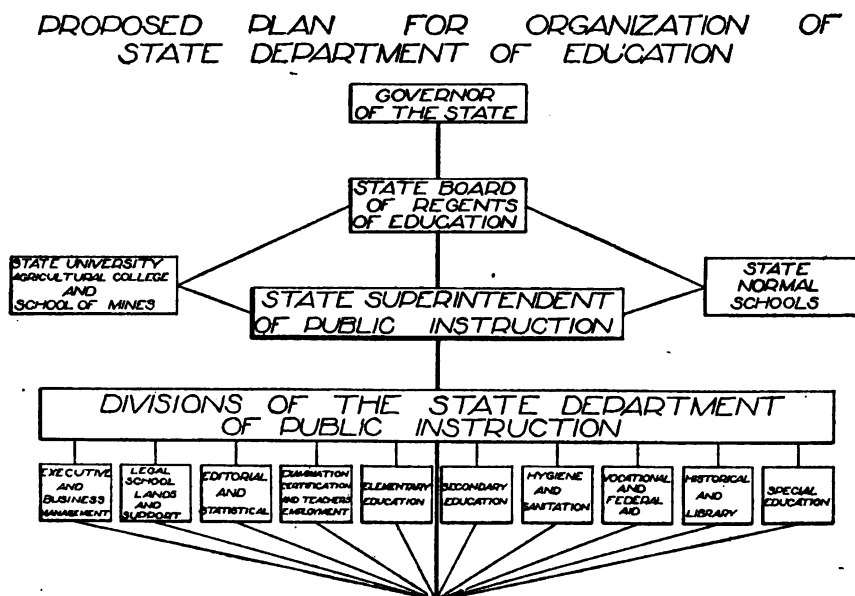 PROPOSED PLAN FOR ORGANIZATION OF
STATE DEPARTMENT OF EDUCATION
GOVERNOR
OF THE STATE
STATE BOARD
OF REGENTS
OF EDUCATION
STATE UNIVERSITY
AGRICULTURAL COLLEGE
AND
SCHOOL OF MINES
STATE SUPERINTENDENT
OF PUBLIC INSTRUCTION
STATE
NORMAL
SCHOOLS
DIVISIONS OF THE STATE DEPARTMENT
OF PUBLIC INSTRUCTION
EXECUTIVE
AND
BUSINESS
MANAGEMENT
LEGAL
SCHOOL
LANDS
AND
SUPPORT
EDITORIAL
AND
STATISTICAL
EXAMINATION
CERTIFICATION
AND TEACHERS
EMPLOYMENT
ELEMENTARY
EDUCATION
SECONDARY
EDUCATION
HYGIENE
AND
SANITATION
VOCATIONAL
AND
FEDERAL
AID
HISTORICAL
AND
LIBRARY
SPECIAL
EDUCATION